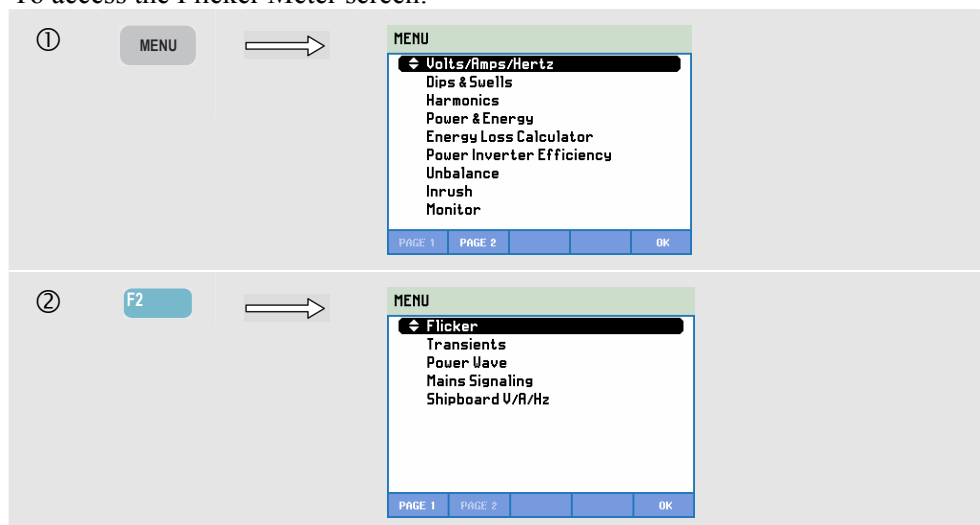 To access the Flicker Meter screen:
① MENU
MENU
Volts/Amps/Hertz
Dips & Swells
Harmonics
Power & Energy
Energy Loss Calculator
Power Inverter Efficiency
Unbalance
Inrush
Monitor
PAGE 1 PAGE 2 OK
② F2
MENU
Flicker
Transients
Power Wave
Mains Signaling
Shipboard V/A/Hz
PAGE 1 PAGE 2 OK